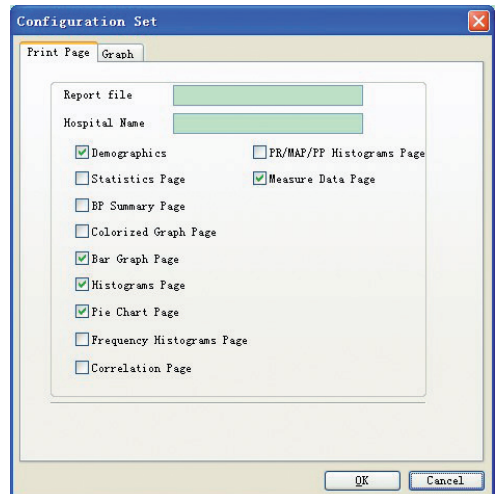 Configuration Set
Print Page Graph
Report file
Hospital Name
Demographics PR/MAP/PP Histograms Page
Statistics Page Measure Data Page
BP Summary Page
Colorized Graph Page
Bar Graph Page
Histograms Page
Pie Chart Page
Frequency Histograms Page
Correlation Page
OK Cancel